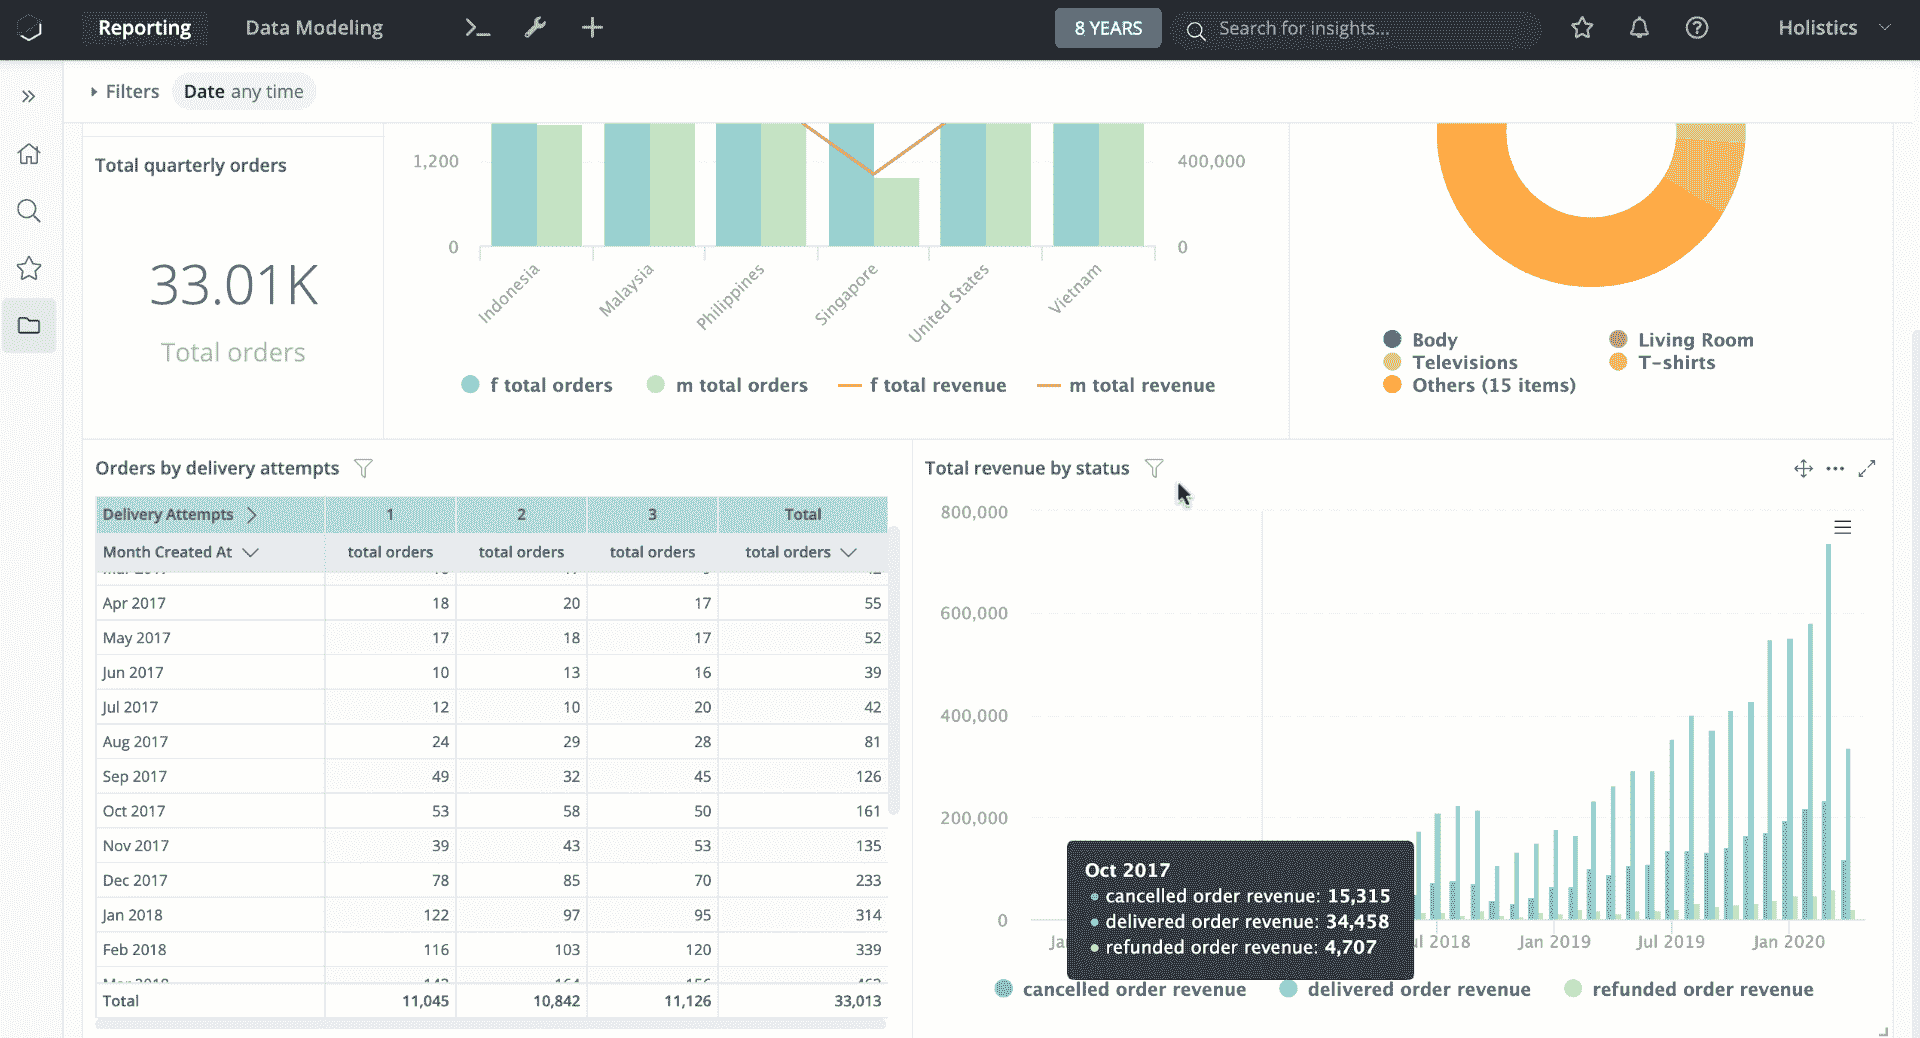 Reporting Data Modeling 8 YEARS Search for insights... Holistics
Filters Date any time
Total quarterly orders
33.01K
Total orders
1,200 400,000
0 0
Indonesia Malaysia Philippines Singapore United States Vietnam
f total orders m total orders f total revenue m total revenue
Body Living Room
Televisions T-shirts
Others (15 items)
Orders by delivery attempts
Delivery Attempts 1 2 3 Total
Month Created At total orders total orders total orders total orders
Apr 2017 18 20 17 55
May 2017 17 18 17 52
Jun 2017 10 13 16 39
Jul 2017 12 10 20 42
Aug 2017 24 29 28 81
Sep 2017 49 32 45 126
Oct 2017 53 58 50 161
Nov 2017 39 43 53 135
Dec 2017 78 85 70 233
Jan 2018 122 97 95 314
Feb 2018 116 103 120 339
Total 11,045 10,842 11,126 33,013
Total revenue by status
800,000
600,000
400,000
200,000
0
Oct 2017
cancelled order revenue: 15,315
delivered order revenue: 34,458
refunded order revenue: 4,707
2018 Jan 2019 Jul 2019 Jan 2020
cancelled order revenue delivered order revenue refunded order revenue